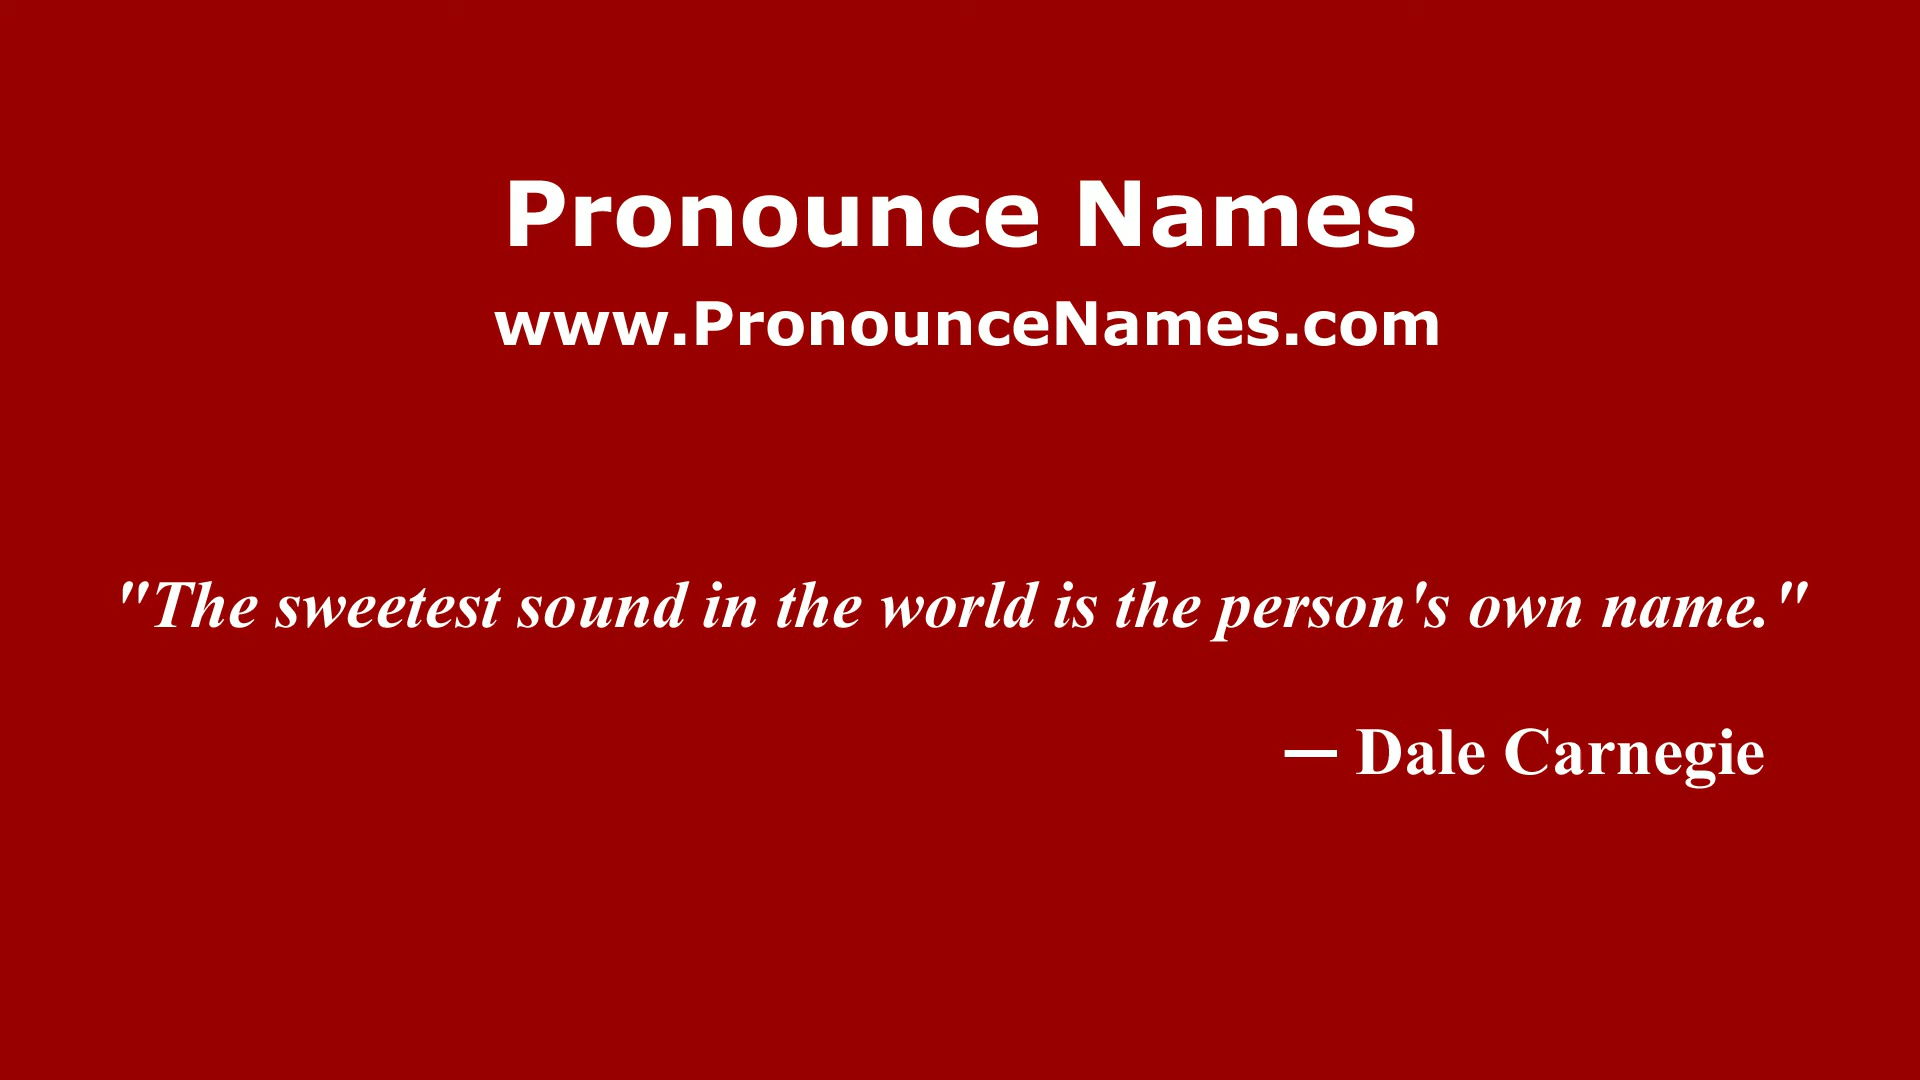 Pronounce Names
www.PronounceNames.com
"The sweetest sound in the world is the person's own name."
— Dale Carnegie